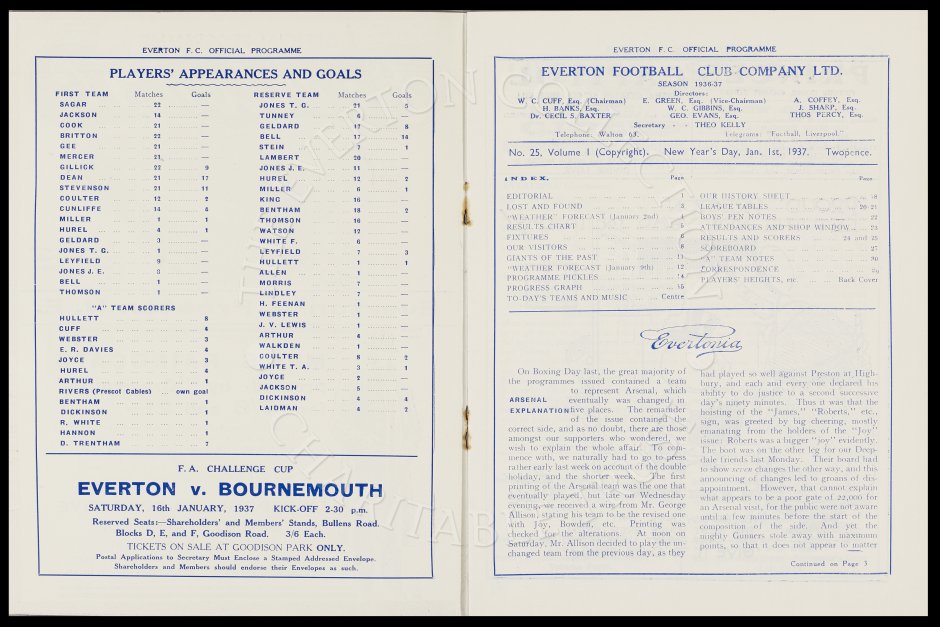 EVERTON F.C. OFFICIAL PROGRAMME
PLAYERS' APPEARANCES AND GOALS
FIRST TEAM Matches Goals
SAGAR 22 —
JACKSON 14 —
COOK 21 —
BRITTON 22 —
GEE 21 —
MERCER 21 —
GILLICK 22 9
DEAN 21 17
STEVENSON 21 11
COULTER 12 2
CUNLIFFE 14 4
MILLER 1 1
HUREL 4 1
GELDARD 3 —
JONES T. G. 1 —
LEYFIELD 9 —
JONES J. E. 3 —
BELL 1 —
THOMSON 1 —
"A" TEAM SCORERS
HULLETT 8
CUFF 4
WEBSTER 3
E. R. DAVIES 4
JOYCE 3
HUREL 4
ARTHUR 1
RIVERS (Prescot Cables) own goal
BENTHAM 1
DICKINSON 1
R. WHITE 1
HANNON 1
D. TRENTHAM 7
RESERVE TEAM Matches Goals
JONES T. G. 21 5
TUNNEY 6 —
GELDARD 17 8
BELL 17 14
STEIN 7 1
LAMBERT 20 —
JONES J. E. 11 —
HUREL 12 2
MILLER 6 1
KING 16 —
BENTHAM 18 2
THOMSON 16 —
WATSON 12 —
WHITE F. 6 —
LEYFIELD 7 3
HULLETT 1 1
ALLEN 1 —
MORRIS 7 —
LINDLEY 7 —
H. FEENAN 1 —
WEBSTER 1 —
J. V. LEWIS 1 —
ARTHUR 4 —
WALKDEN 1 —
COULTER 8 2
WHITE T. A. 3 1
JOYCE 2 —
JACKSON 5 —
DICKINSON 4 4
LAIDMAN 4 2
F. A. CHALLENGE CUP
EVERTON v. BOURNEMOUTH
SATURDAY, 16th JANUARY, 1937 KICK-OFF 2-30 p.m.
Reserved Seats:—Shareholders' and Members' Stands, Bullens Road.
Blocks D, E, and F, Goodison Road. 3/6 Each.
TICKETS ON SALE AT GOODISON PARK ONLY.
Postal Applications to Secretary Must Enclose a Stamped Addressed Envelope.
Shareholders and Members should endorse their Envelopes as such.
EVERTON F.C. OFFICIAL PROGRAMME
EVERTON FOOTBALL CLUB COMPANY LTD.
SEASON 1936-37
Directors:
W. C. CUFF, Esq. (Chairman) E. GREEN, Esq. (Vice-Chairman) A. COFFEY, Esq.
H. BANKS, Esq. W. C. GIBBINS, Esq. J. SHARP, Esq.
Dr. CECIL S. BAXTER GEO. EVANS, Esq. THOS PERCY, Esq.
Secretary - - THEO KELLY
Telephone: Walton 63. Telegrams: "Football, Liverpool."
No. 25, Volume 1 (Copyright). New Year's Day, Jan. 1st, 1937. Twopence.
INDEX. Page
EDITORIAL 1
LOST AND FOUND 3
"WEATHER" FORECAST (January 2nd)
RESULTS CHART 5
FIXTURES 6
OUR VISITORS 8
GIANTS OF THE PAST 11
"WEATHER FORECAST (January 9th) 12
PROGRAMME PICKLES 14
PROGRESS GRAPH 15
TO-DAY'S TEAMS AND MUSIC Centre
Page
OUR HISTORY SHEET 18
LEAGUE TABLES 20-21
BOYS' PEN NOTES 22
ATTENDANCES AND SHOP WINDOW 23
RESULTS AND SCORERS 24 and 25
SCOREBOARD 27
"A" TEAM NOTES 30
CORRESPONDENCE
PLAYERS' HEIGHTS, etc. Back Cover
Evertonia
On Boxing Day last, the great majority of
the programmes issued contained a team
to represent Arsenal, which
ARSENAL eventually was changed in
EXPLANATION five places. The remainder
of the issue contained the
correct side, and as no doubt, there are those
amongst our supporters who wondered, we
wish to explain the whole affair. To com-
mence with, we naturally had to go to press
rather early last week on account of the double
holiday, and the shorter week. The first
printing of the Arsenal team was the one that
eventually played, but late on Wednesday
evening, we received a wire from Mr. George
Allison, stating his team to be the revised one
with Joy, Bowden, etc. Printing was
checked for the alterations. At noon on
Saturday, Mr. Allison decided to play the un-
changed team from the previous day, as they
had played so well against Preston at High-
bury, and each and every one declared his
ability to do justice to a second successive
day's ninety minutes. Thus it was that the
hoisting of the "James," "Roberts," etc.,
sign, was greeted by big cheering, mostly
emanating from the holders of the "Joy"
issue: Roberts was a bigger "joy" evidently.
The boot was on the other leg for our Deep-
dale friends last Monday. Their board had
to show seven changes the other way, and this
announcing of changes led to groans of dis-
appointment. However, that cannot explain
what appears to be a poor gate of 22,000 for
an Arsenal visit, for the public were not aware
until a few minutes before the start of the
composition of the side. And yet the
mighty Gunners stole away with maximum
points, so that it does not appear to matter
Continued on Page 3